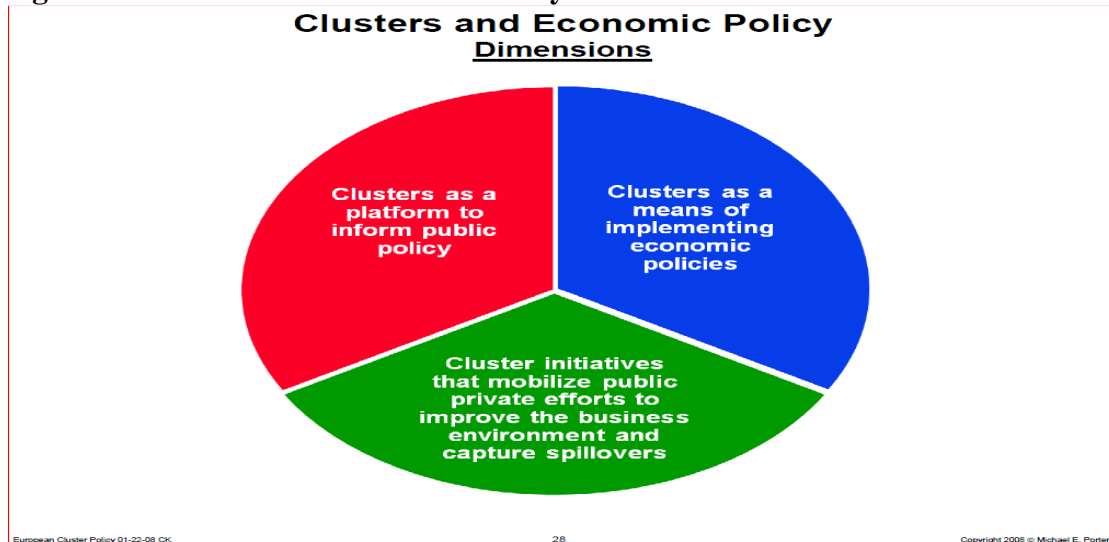 Clusters and Economic Policy
Dimensions
Clusters as a
platform to
inform public
policy
Clusters as a
means of
implementing
economic
policies
Cluster initiatives
that mobilize public
private efforts to
improve the business
environment and
capture spillovers
European Cluster Policy 01-22-08 CK
28
Copyright 2008 © Michael E. Porter